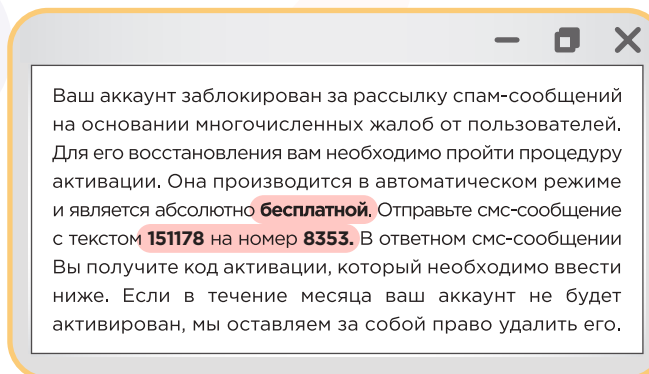 Ваш аккаунт заблокирован за рассылку спам-сообщений
на основании многочисленных жалоб от пользователей.
Для его восстановления вам необходимо пройти процедуру
активации. Она производится в автоматическом режиме
и является абсолютно бесплатной. Отправьте смс-сообщение
с текстом 151178 на номер 8353. В ответном смс-сообщении
Вы получите код активации, который необходимо ввести
ниже. Если в течение месяца ваш аккаунт не будет
активирован, мы оставляем за собой право удалить его.